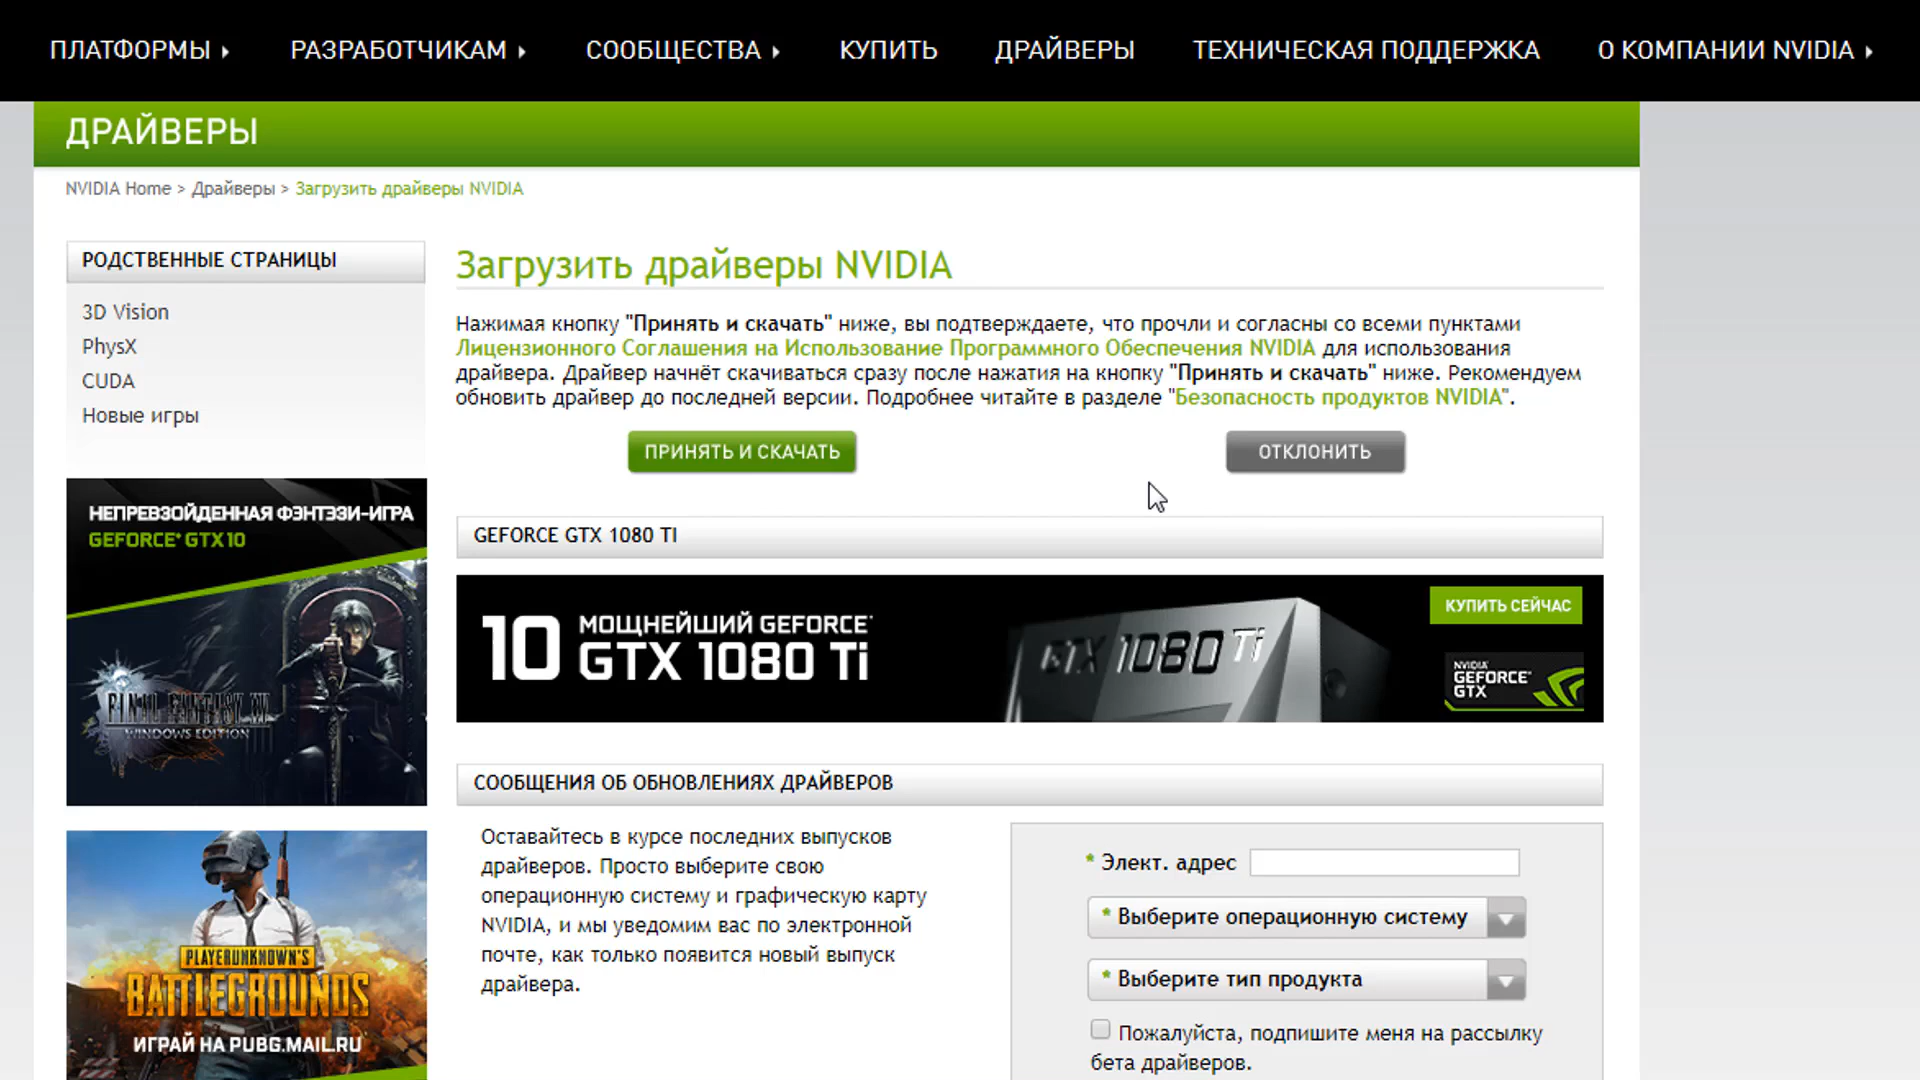 ПЛАТФОРМЫ РАЗРАБОТЧИКАМ СООБЩЕСТВА КУПИТЬ ДРАЙВЕРЫ ТЕХНИЧЕСКАЯ ПОДДЕРЖКА О КОМПАНИИ NVIDIA
ДРАЙВЕРЫ
NVIDIA Home > Драйверы > Загрузить драйверы NVIDIA
РОДСТВЕННЫЕ СТРАНИЦЫ
3D Vision
PhysX
CUDA
Новые игры
НЕПРЕВЗОЙДЕННАЯ ФЭНТЭЗИ-ИГРА
GEFORCE® GTX 10
FINAL FANTASY XV
WINDOWS EDITION
PLAYERUNKNOWN'S
BATTLEGROUNDS
ИГРАЙ НА PUBG.MAIL.RU
Загрузить драйверы NVIDIA
Нажимая кнопку "Принять и скачать" ниже, вы подтверждаете, что прочли и согласны со всеми пунктами
Лицензионного Соглашения на Использование Программного Обеспечения NVIDIA для использования
драйвера. Драйвер начнёт скачиваться сразу после нажатия на кнопку "Принять и скачать" ниже. Рекомендуем
обновить драйвер до последней версии. Подробнее читайте в разделе "Безопасность продуктов NVIDIA".
ПРИНЯТЬ И СКАЧАТЬ ОТКЛОНИТЬ
GEFORCE GTX 1080 TI
10 МОЩНЕЙШИЙ GEFORCE®
GTX 1080 Ti
GTX 1080 Ti
КУПИТЬ СЕЙЧАС
NVIDIA®
GEFORCE®
GTX
СООБЩЕНИЯ ОБ ОБНОВЛЕНИЯХ ДРАЙВЕРОВ
Оставайтесь в курсе последних выпусков
драйверов. Просто выберите свою
операционную систему и графическую карту
NVIDIA, и мы уведомим вас по электронной
почте, как только появится новый выпуск
драйвера.
* Элект. адрес
* Выберите операционную систему
* Выберите тип продукта
Пожалуйста, подпишите меня на рассылку
бета драйверов.